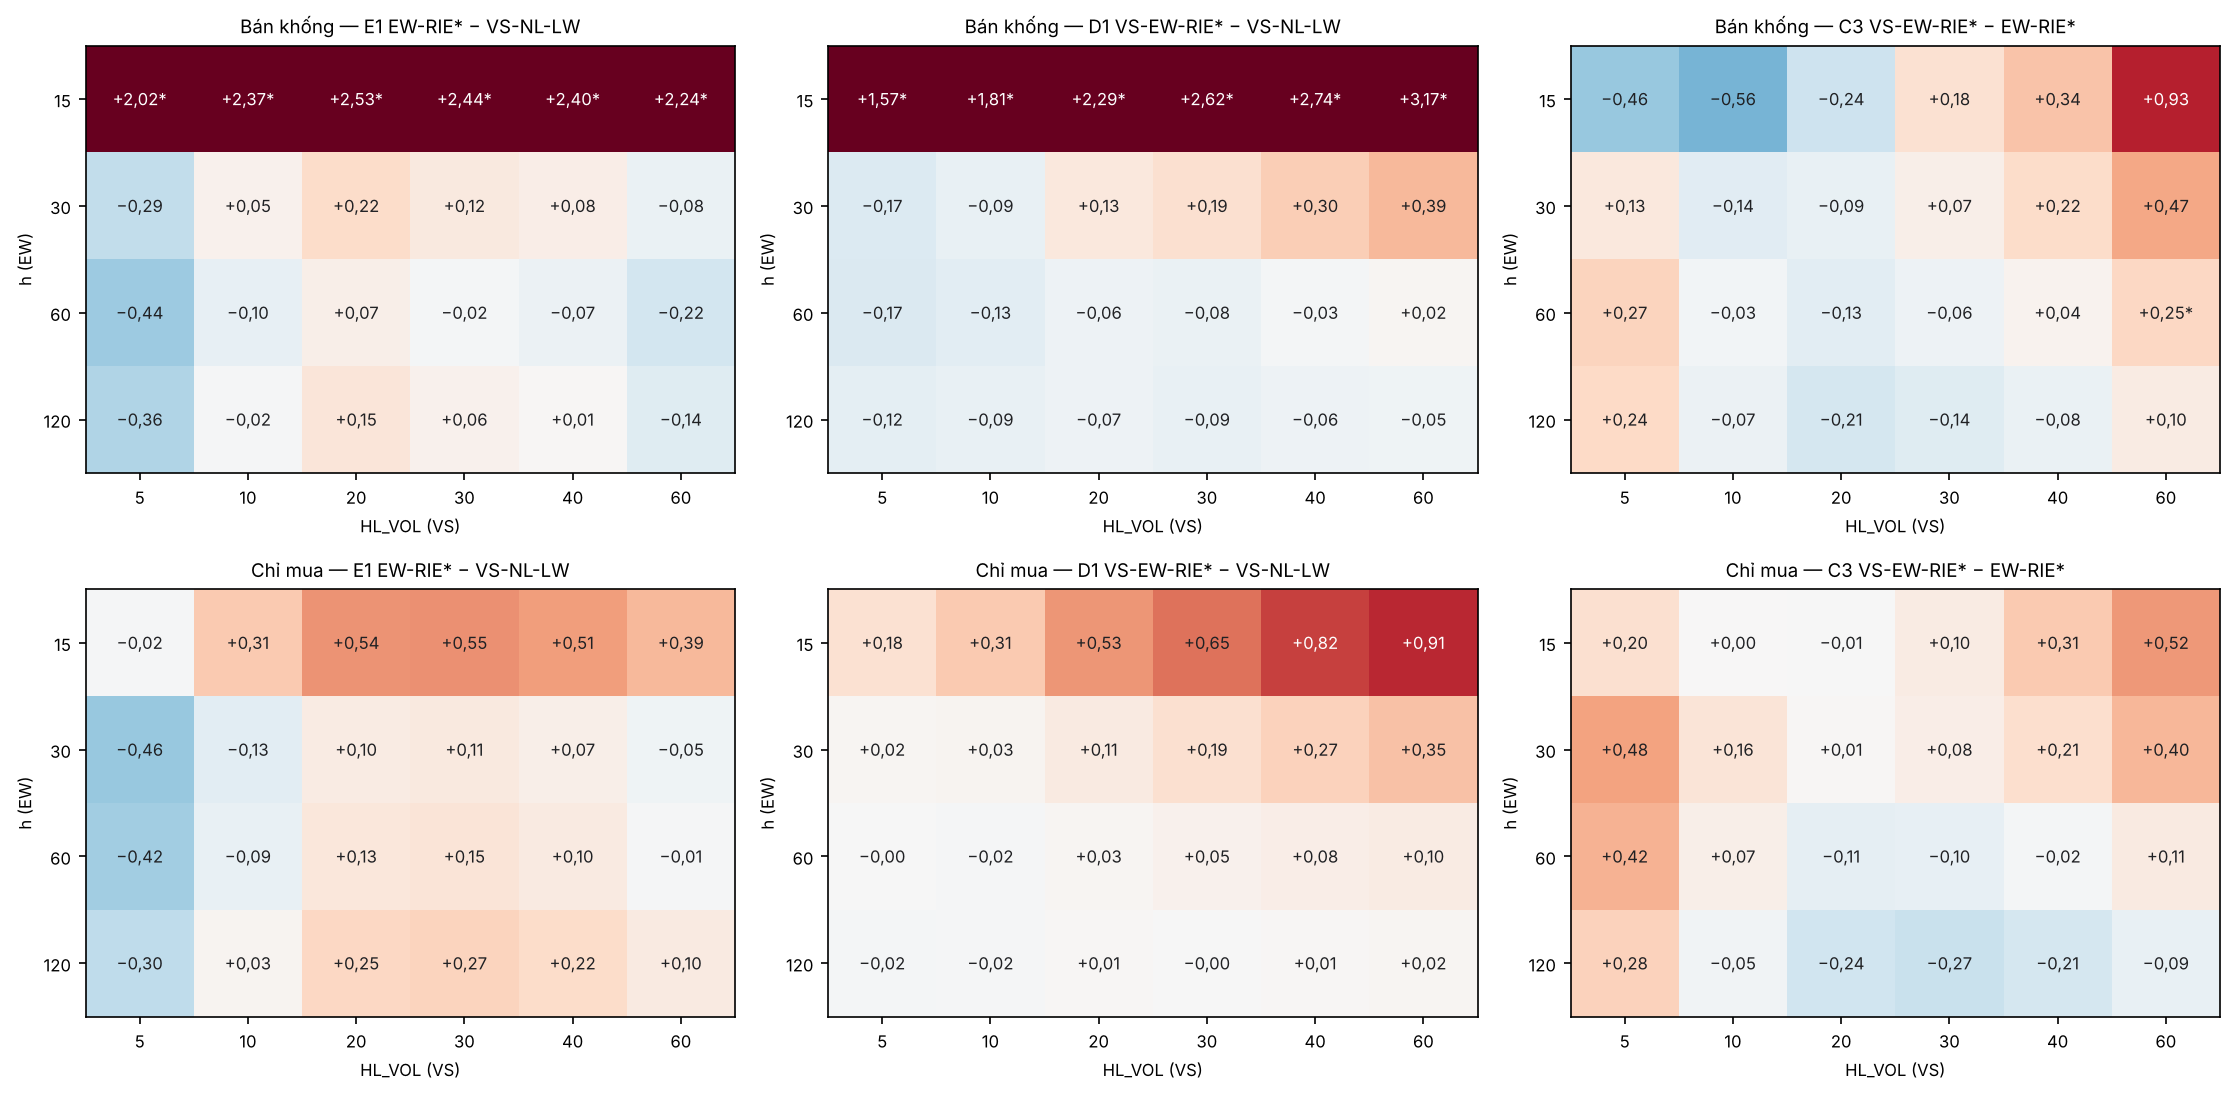 Bán khống — E1 EW-RIE* − VS-NL-LW
h (EW)
15 +2,02* +2,37* +2,53* +2,44* +2,40* +2,24*
30 −0,29 +0,05 +0,22 +0,12 +0,08 −0,08
60 −0,44 −0,10 +0,07 −0,02 −0,07 −0,22
120 −0,36 −0,02 +0,15 +0,06 +0,01 −0,14
5 10 20 30 40 60
HL_VOL (VS)
Bán khống — D1 VS-EW-RIE* − VS-NL-LW
h (EW)
15 +1,57* +1,81* +2,29* +2,62* +2,74* +3,17*
30 −0,17 −0,09 +0,13 +0,19 +0,30 +0,39
60 −0,17 −0,13 −0,06 −0,08 −0,03 +0,02
120 −0,12 −0,09 −0,07 −0,09 −0,06 −0,05
5 10 20 30 40 60
HL_VOL (VS)
Bán khống — C3 VS-EW-RIE* − EW-RIE*
h (EW)
15 −0,46 −0,56 −0,24 +0,18 +0,34 +0,93
30 +0,13 −0,14 −0,09 +0,07 +0,22 +0,47
60 +0,27 −0,03 −0,13 −0,06 +0,04 +0,25*
120 +0,24 −0,07 −0,21 −0,14 −0,08 +0,10
5 10 20 30 40 60
HL_VOL (VS)
Chỉ mua — E1 EW-RIE* − VS-NL-LW
h (EW)
15 −0,02 +0,31 +0,54 +0,55 +0,51 +0,39
30 −0,46 −0,13 +0,10 +0,11 +0,07 −0,05
60 −0,42 −0,09 +0,13 +0,15 +0,10 −0,01
120 −0,30 +0,03 +0,25 +0,27 +0,22 +0,10
5 10 20 30 40 60
HL_VOL (VS)
Chỉ mua — D1 VS-EW-RIE* − VS-NL-LW
h (EW)
15 +0,18 +0,31 +0,53 +0,65 +0,82 +0,91
30 +0,02 +0,03 +0,11 +0,19 +0,27 +0,35
60 −0,00 −0,02 +0,03 +0,05 +0,08 +0,10
120 −0,02 −0,02 +0,01 −0,00 +0,01 +0,02
5 10 20 30 40 60
HL_VOL (VS)
Chỉ mua — C3 VS-EW-RIE* − EW-RIE*
h (EW)
15 +0,20 +0,00 −0,01 +0,10 +0,31 +0,52
30 +0,48 +0,16 +0,01 +0,08 +0,21 +0,40
60 +0,42 +0,07 −0,11 −0,10 −0,02 +0,11
120 +0,28 −0,05 −0,24 −0,27 −0,21 −0,09
5 10 20 30 40 60
HL_VOL (VS)